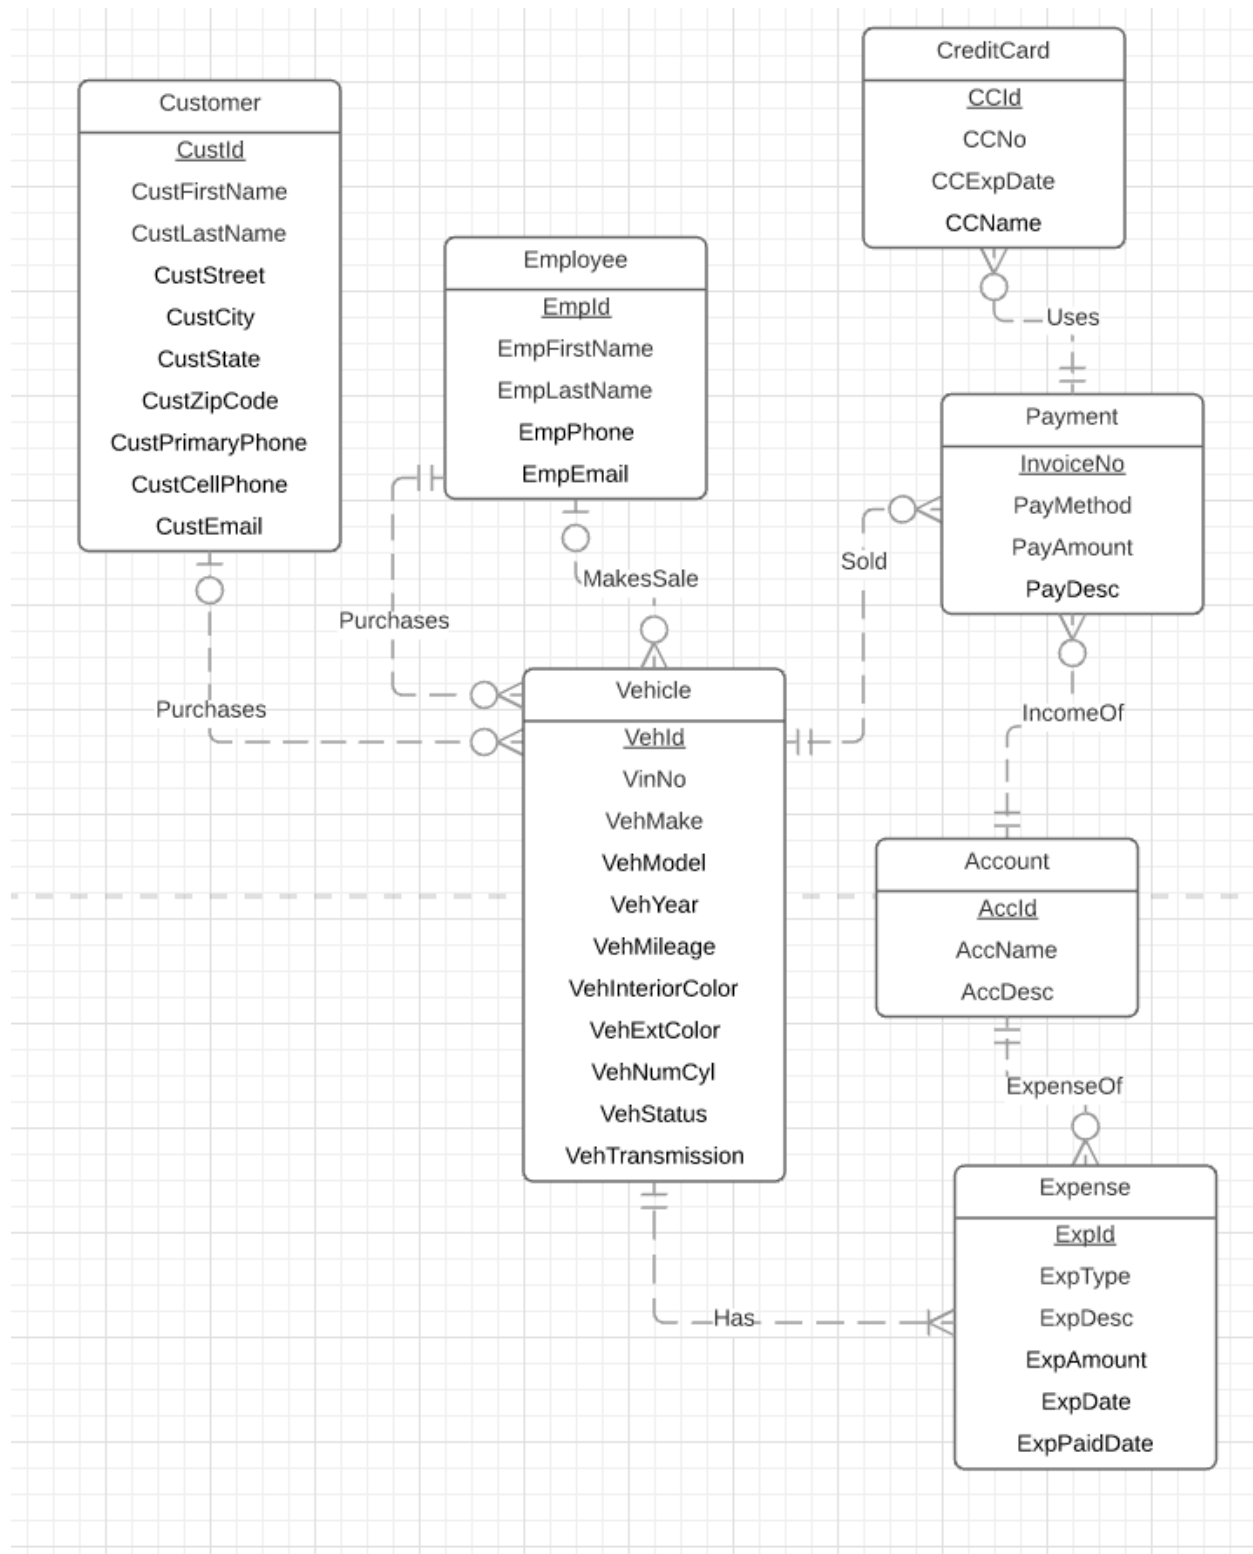 Customer
CustId
CustFirstName
CustLastName
CustStreet
CustCity
CustState
CustZipCode
CustPrimaryPhone
CustCellPhone
CustEmail
Employee
EmpId
EmpFirstName
EmpLastName
EmpPhone
EmpEmail
CreditCard
CCId
CCNo
CCExpDate
CCName
Uses
Payment
InvoiceNo
PayMethod
PayAmount
PayDesc
Sold
MakesSale
Purchases
Purchases
Vehicle
VehId
VinNo
VehMake
VehModel
VehYear
VehMileage
VehInteriorColor
VehExtColor
VehNumCyl
VehStatus
VehTransmission
IncomeOf
Account
AccId
AccName
AccDesc
ExpenseOf
Has
Expense
ExpId
ExpType
ExpDesc
ExpAmount
ExpDate
ExpPaidDate